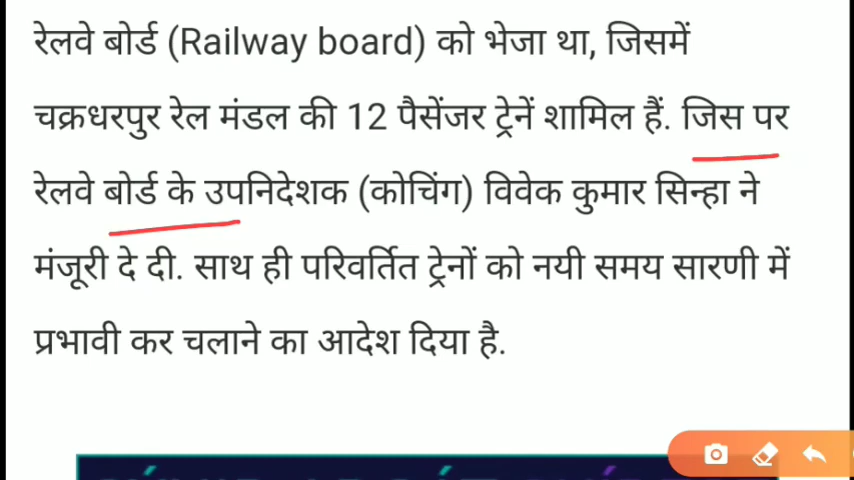 रेलवे बोर्ड (Railway board) को भेजा था, जिसमें
चक्रधरपुर रेल मंडल की 12 पैसेंजर ट्रेनें शामिल हैं. जिस पर
रेलवे बोर्ड के उपनिदेशक (कोचिंग) विवेक कुमार सिन्हा ने
मंजूरी दे दी. साथ ही परिवर्तित ट्रेनों को नयी समय सारणी में
प्रभावी कर चलाने का आदेश दिया है.